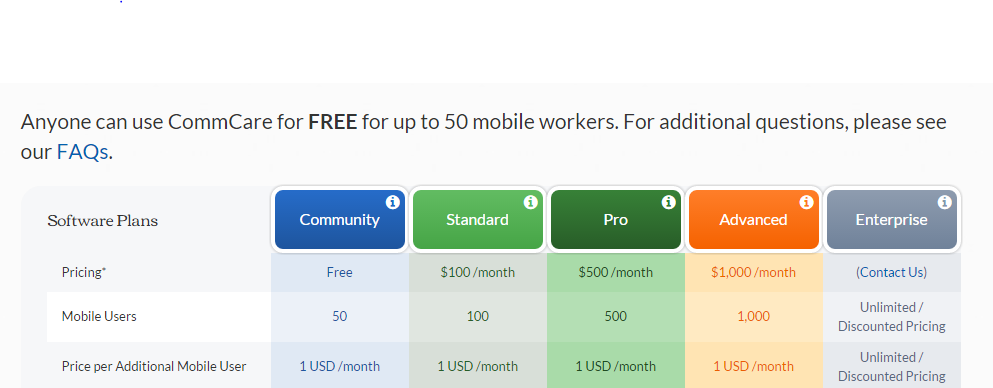 Anyone can use CommCare for FREE for up to 50 mobile workers. For additional questions, please see
our FAQs.
Software Plans Community Standard Pro Advanced Enterprise
Pricing* Free $100 /month $500 /month $1,000 /month (Contact Us)
Mobile Users 50 100 500 1,000 Unlimited /
Discounted Pricing
Price per Additional Mobile User 1 USD /month 1 USD /month 1 USD /month 1 USD /month Unlimited /
Discounted Pricing